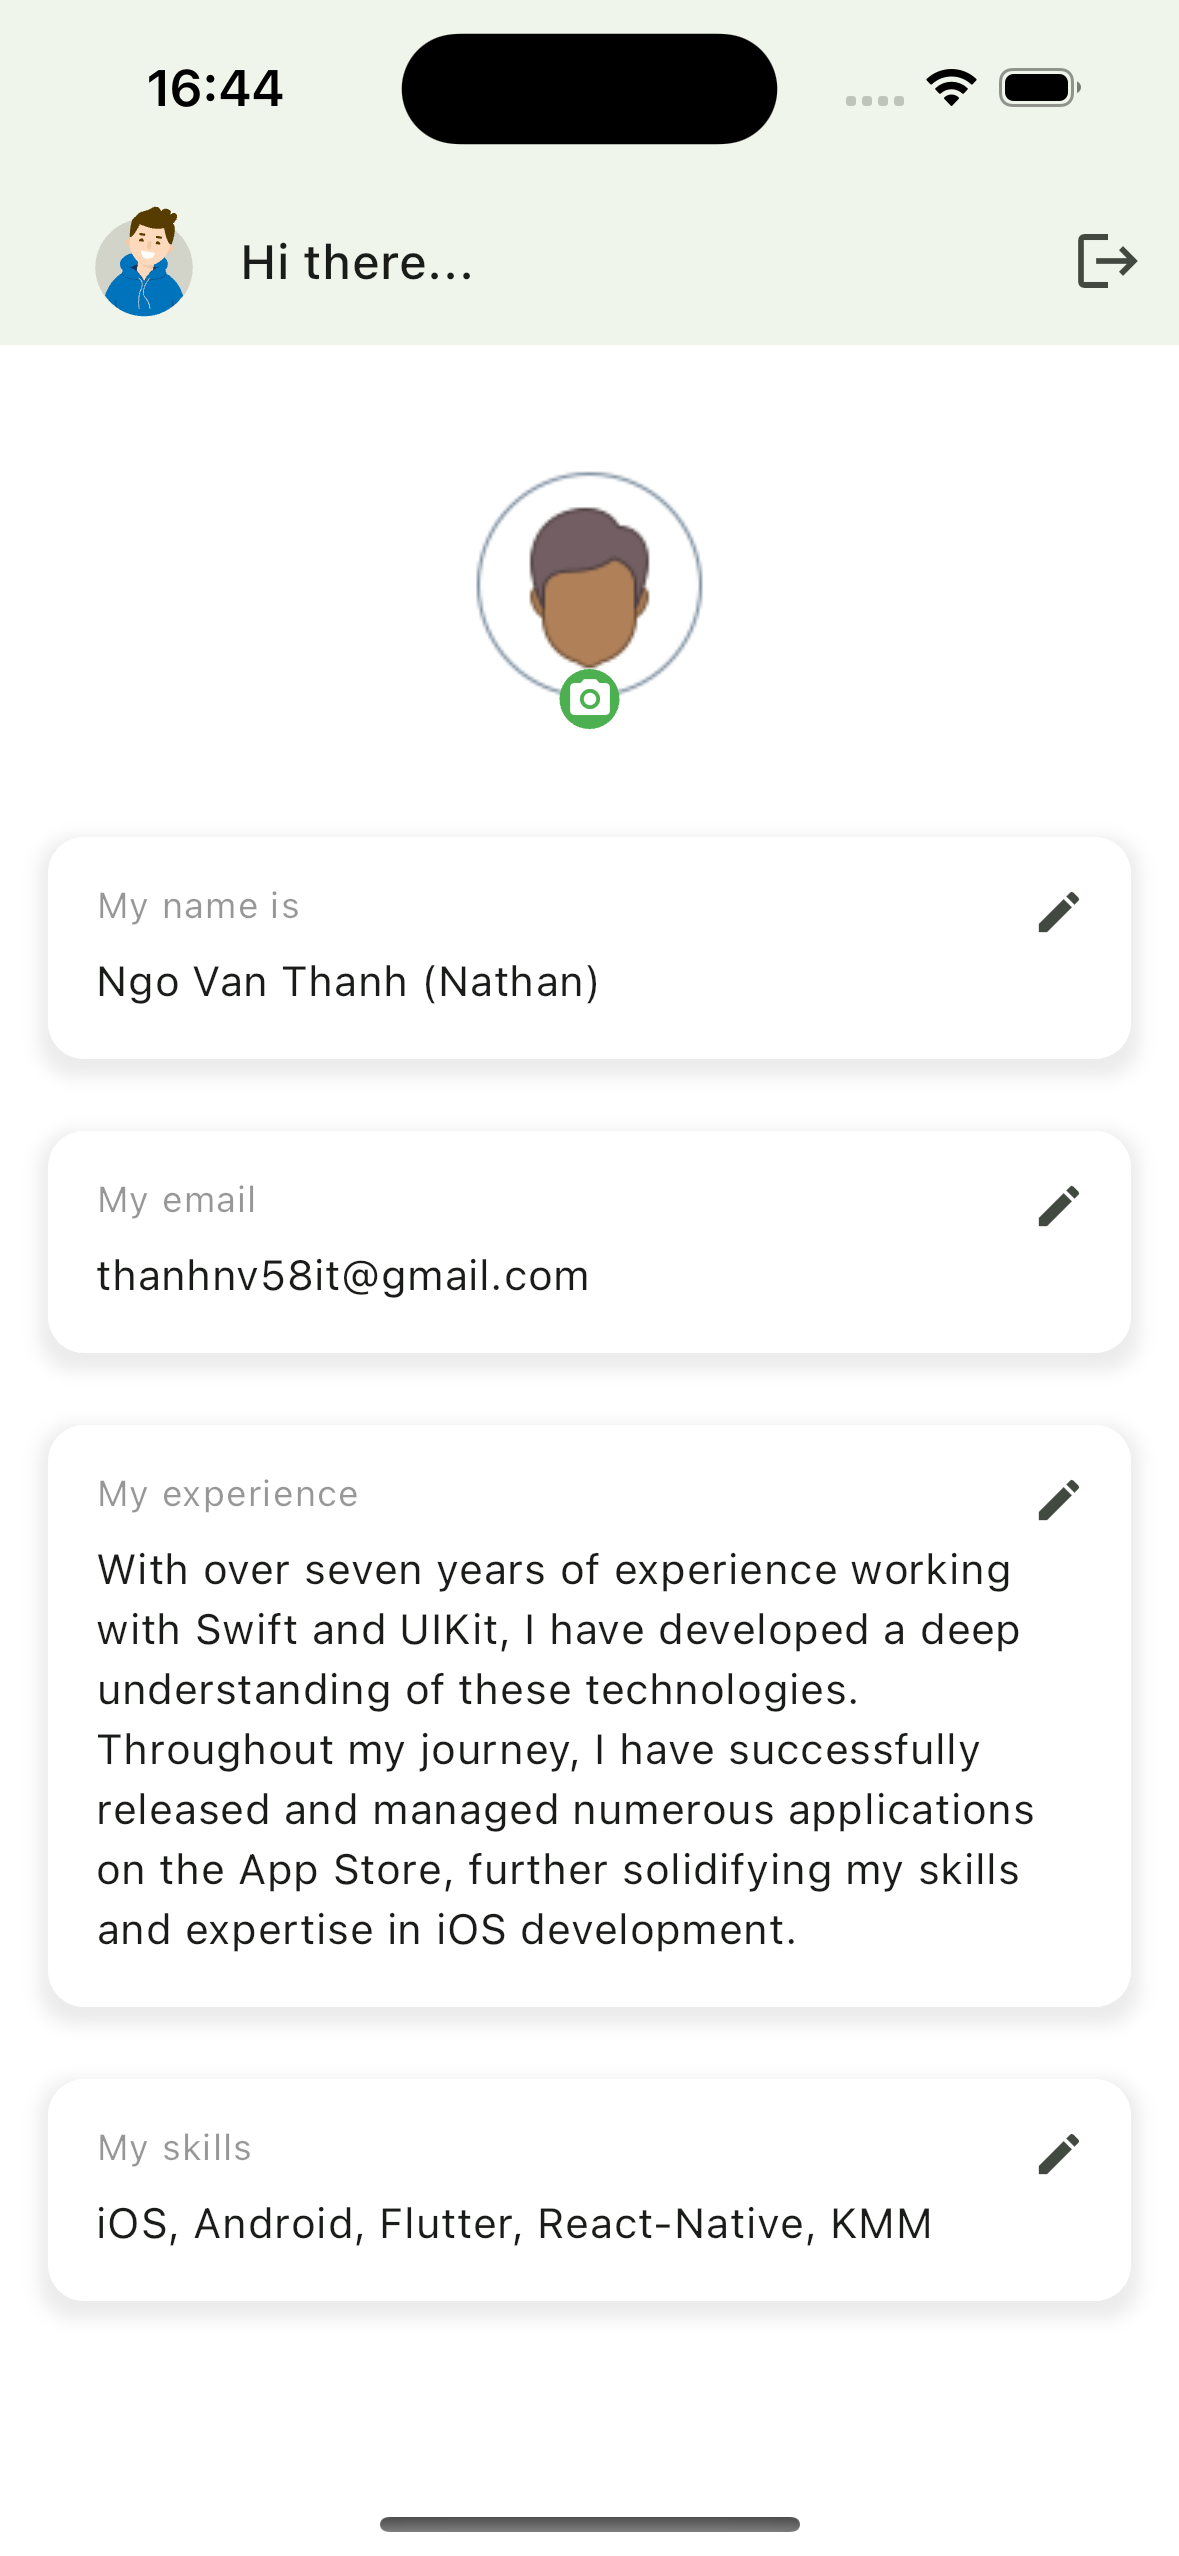 16:44
Hi there...
My name is
Ngo Van Thanh (Nathan)
My email
thanhnv58it@gmail.com
My experience
With over seven years of experience working
with Swift and UIKit, I have developed a deep
understanding of these technologies.
Throughout my journey, I have successfully
released and managed numerous applications
on the App Store, further solidifying my skills
and expertise in iOS development.
My skills
iOS, Android, Flutter, React-Native, KMM